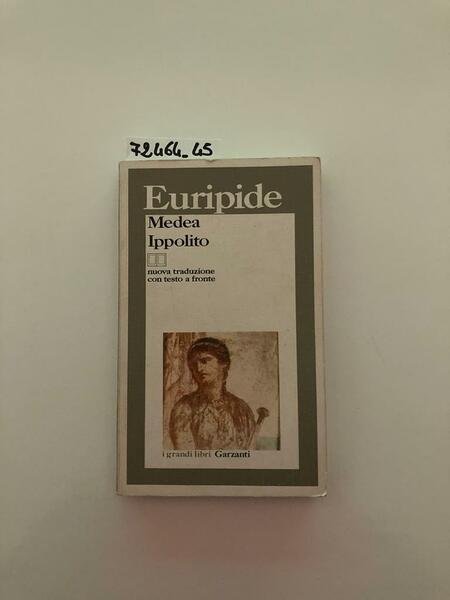 72464_45
Euripide
Medea
Ippolito
nuova traduzione
con testo a fronte
i grandi libri Garzanti